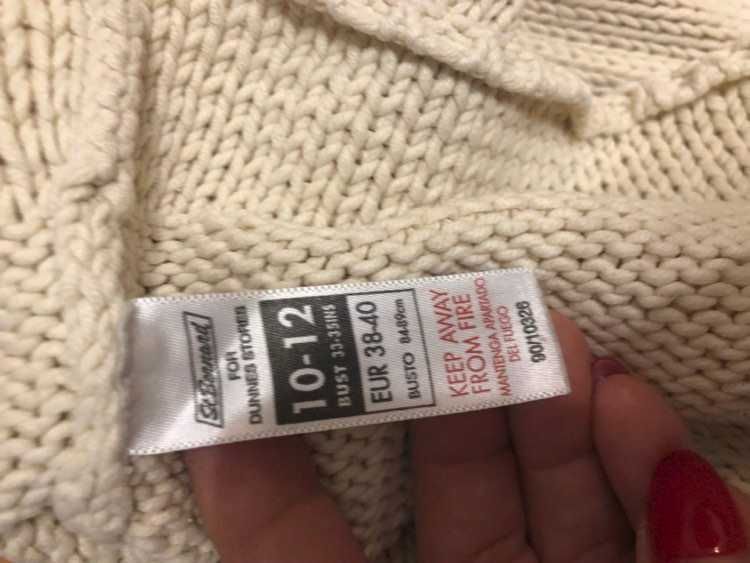 St Bernard
FOR
DUNNES STORES
10-12
BUST 33-35INS
EUR 38-40
BUSTO 84-89cm
KEEP AWAY
FROM FIRE
MANTENGA APARTADO
DEL FUEGO
90/10326